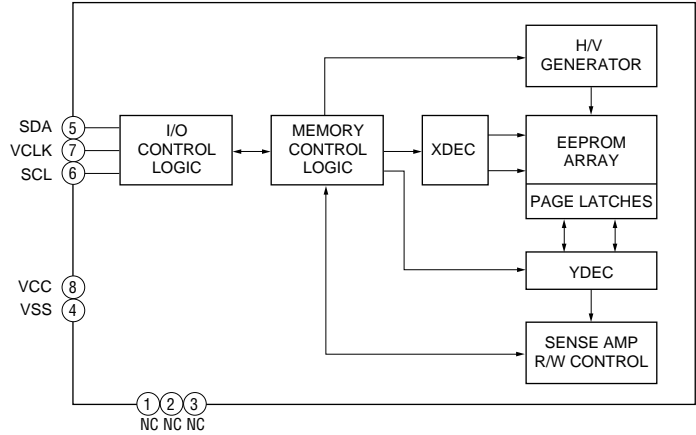 H/V
GENERATOR
SDA 5
VCLK 7
SCL 6
I/O
CONTROL
LOGIC
MEMORY
CONTROL
LOGIC
XDEC
EEPROM
ARRAY
PAGE LATCHES
YDEC
VCC 8
VSS 4
SENSE AMP
R/W CONTROL
1 2 3
NC NC NC